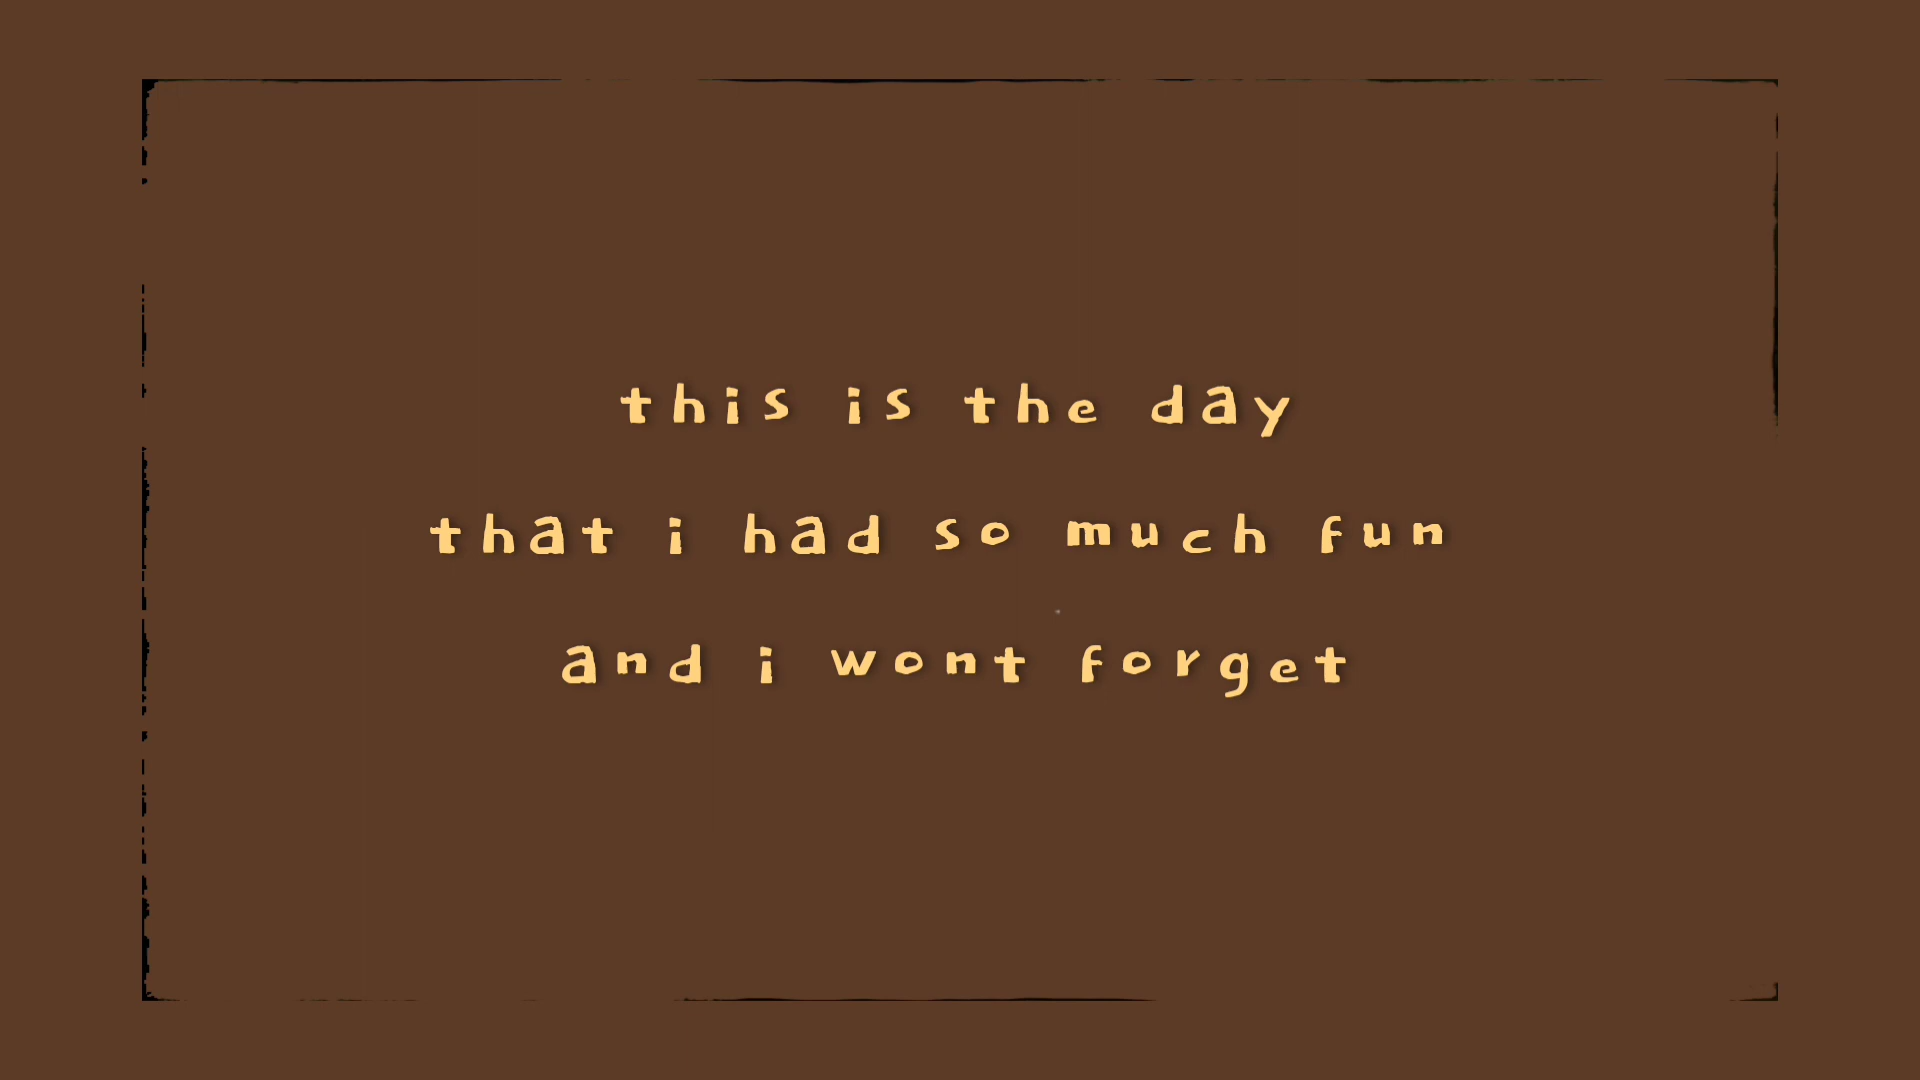 this is the day
that i had so much fun
and i wont forget